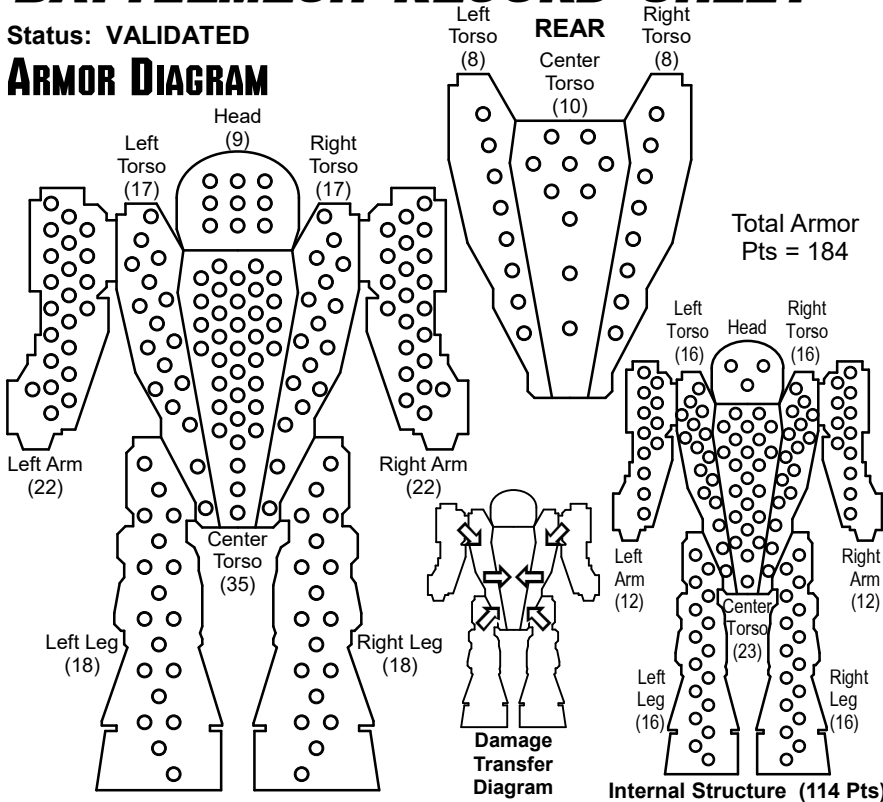 BATTLEMECH RECORD SHEET
Status: VALIDATED
ARMOR DIAGRAM
Head
(9)
Left
Torso
(17)
Right
Torso
(17)
Left Arm
(22)
Right Arm
(22)
Center
Torso
(35)
Left Leg
(18)
Right Leg
(18)
Left
Torso
(8)
REAR
Center
Torso
(10)
Right
Torso
(8)
Total Armor
Pts = 184
Left
Torso
(16)
Head
Right
Torso
(16)
Left
Arm
(12)
Right
Arm
(12)
Center
Torso
(23)
Left
Leg
(16)
Right
Leg
(16)
Damage
Transfer
Diagram
Internal Structure (114 Pts)